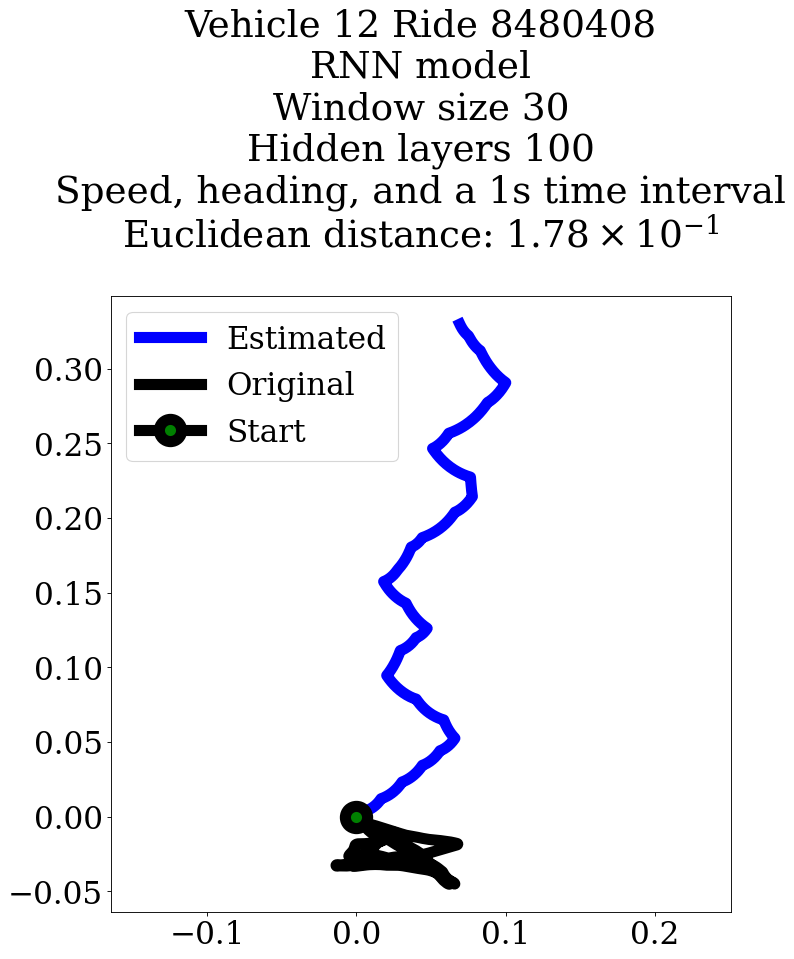 Vehicle 12 Ride 8480408
RNN model
Window size 30
Hidden layers 100
Speed, heading, and a 1s time interval
Euclidean distance: 1.78 × 10⁻¹
Estimated
Original
Start
0.30
0.25
0.20
0.15
0.10
0.05
0.00
−0.05
−0.1
0.0
0.1
0.2